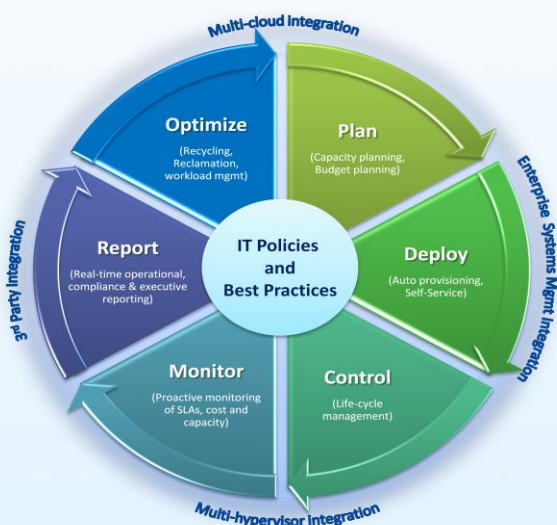 Multi-cloud integration
Optimize
(Recycling,
Reclamation,
workload mgmt)
Plan
(Capacity planning,
Budget planning)
Enterprise Systems Mgmt Integration
Deploy
(Auto provisioning,
Self-Service)
Control
(Life-cycle
management)
Multi-hypervisor integration
Monitor
(Proactive monitoring
of SLAs, cost and
capacity)
3rd Party Integration
Report
(Real-time operational,
compliance & executive
reporting)
IT Policies
and
Best Practices